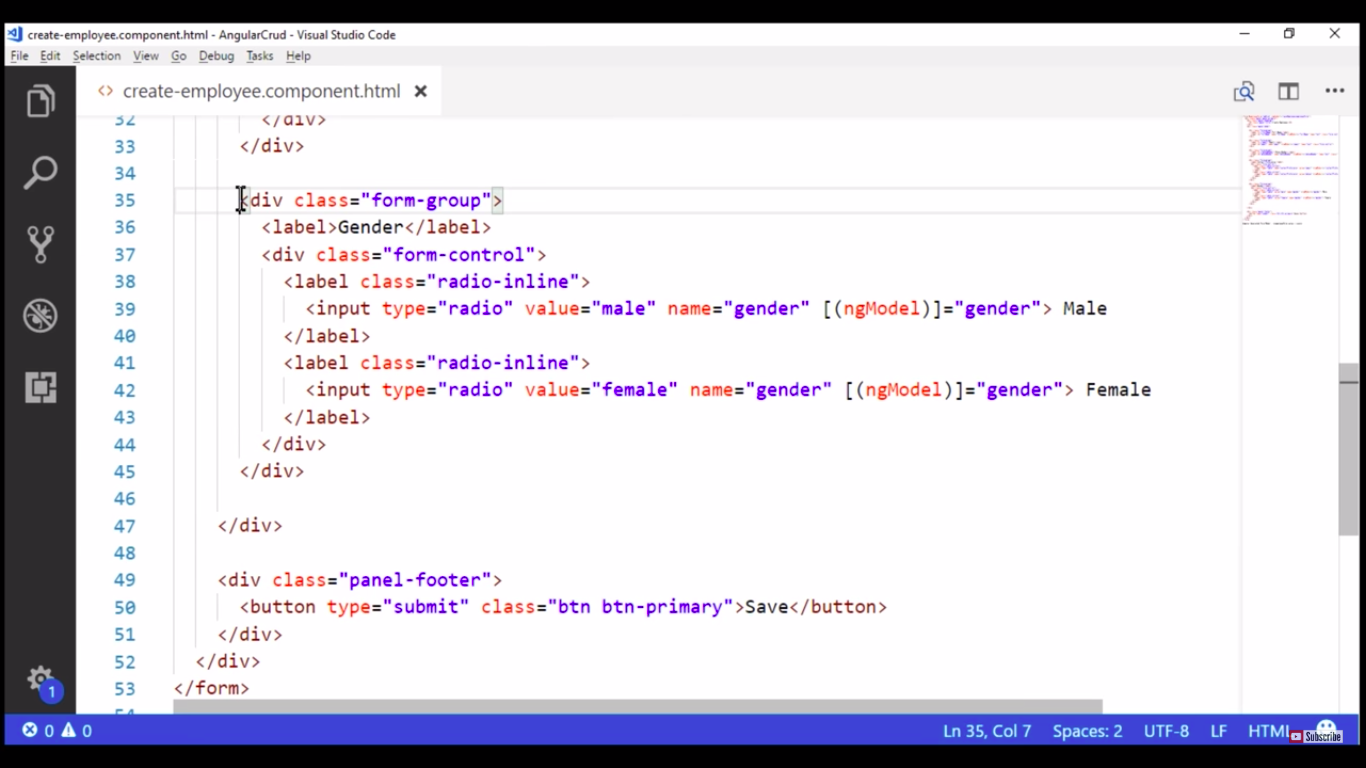 create-employee.component.html - AngularCrud - Visual Studio Code
File Edit Selection View Go Debug Tasks Help
<> create-employee.component.html
32 </div>
33 </div>
34
35 <div class="form-group">
36 <label>Gender</label>
37 <div class="form-control">
38 <label class="radio-inline">
39 <input type="radio" value="male" name="gender" [(ngModel)]="gender"> Male
40 </label>
41 <label class="radio-inline">
42 <input type="radio" value="female" name="gender" [(ngModel)]="gender"> Female
43 </label>
44 </div>
45 </div>
46
47 </div>
48
49 <div class="panel-footer">
50 <button type="submit" class="btn btn-primary">Save</button>
51 </div>
52 </div>
53 </form>
54
1
0 0 Ln 35, Col 7 Spaces: 2 UTF-8 LF HTML
Subscribe